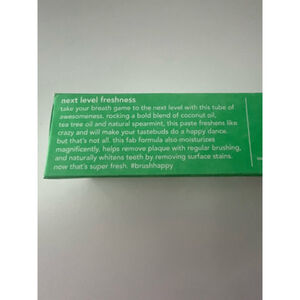 next level freshness
take your breath game to the next level with this tube of
awesomeness. rocking a bold blend of coconut oil,
tea tree oil and natural spearmint, this paste freshens like
crazy and will make your tastebuds do a happy dance.
but that's not all. this fab formula also moisturizes
magnificently, helps remove plaque with regular brushing,
and naturally whitens teeth by removing surface stains.
now that's super fresh. #brushhappy